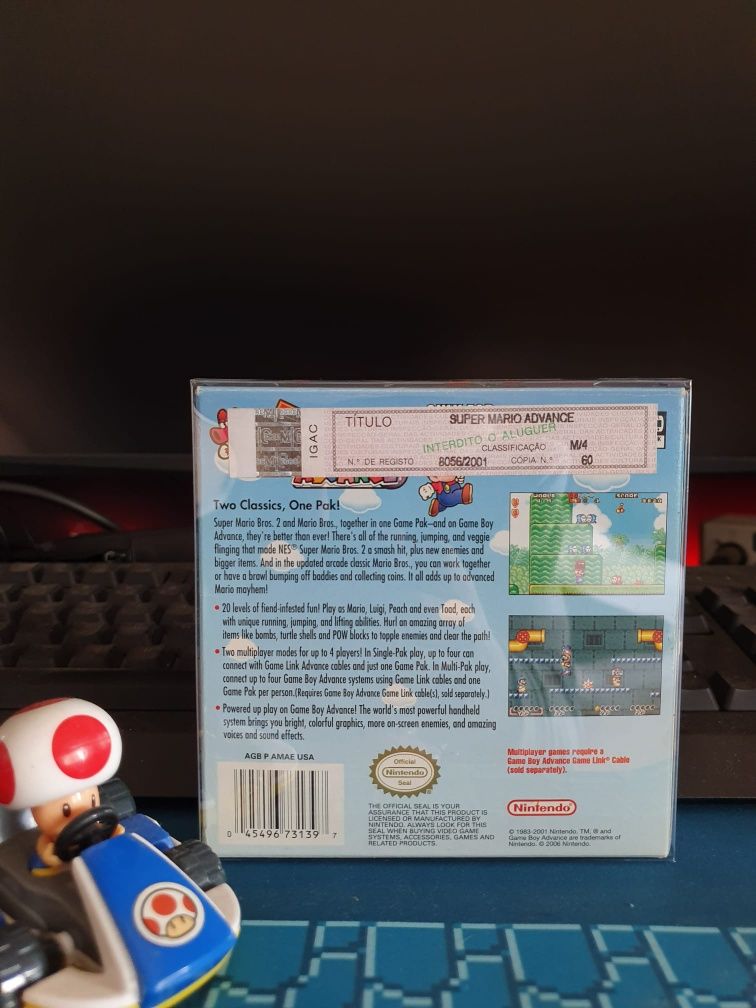 IGAC
TÍTULO SUPER MARIO ADVANCE
INTERDITO O ALUGUER
CLASSIFICAÇÃO M/4
N.º DE REGISTO 8056/2001 CÓPIA N.º 60
ADVANCE
Two Classics, One Pak!
Super Mario Bros. 2 and Mario Bros., together in one Game Pak—and on Game Boy
Advance, they're better than ever! There's all of the running, jumping, and veggie
flinging that made NES® Super Mario Bros. 2 a smash hit, plus new enemies and
bigger items. And in the updated arcade classic Mario Bros., you can work together
or have a brawl bumping off baddies and collecting coins. It all adds up to advanced
Mario mayhem!
• 20 levels of fiend-infested fun! Play as Mario, Luigi, Peach and even Toad, each
with unique running, jumping, and lifting abilities. Hurl an amazing array of
items like bombs, turtle shells and POW blocks to topple enemies and clear the path!
• Two multiplayer modes for up to 4 players! In Single-Pak play, up to four can
connect with Game Link Advance cables and just one Game Pak. In Multi-Pak play,
connect up to four Game Boy Advance systems using Game Link cables and one
Game Pak per person.(Requires Game Boy Advance Game Link cable(s), sold separately.)
• Powered up play on Game Boy Advance! The world's most powerful handheld
system brings you bright, colorful graphics, more on-screen enemies, and amazing
voices and sound effects.
AGB P AMAE USA
0 45496 73139 7
Official
Nintendo
Seal
THE OFFICIAL SEAL IS YOUR
ASSURANCE THAT THIS PRODUCT IS
LICENSED OR MANUFACTURED BY
NINTENDO. ALWAYS LOOK FOR THIS
SEAL WHEN BUYING VIDEO GAME
SYSTEMS, ACCESSORIES, GAMES AND
RELATED PRODUCTS.
Multiplayer games require a
Game Boy Advance Game Link® Cable
(sold separately).
Nintendo
© 1983-2001 Nintendo. TM, ® and
Game Boy Advance are trademarks of
Nintendo. © 2006 Nintendo.